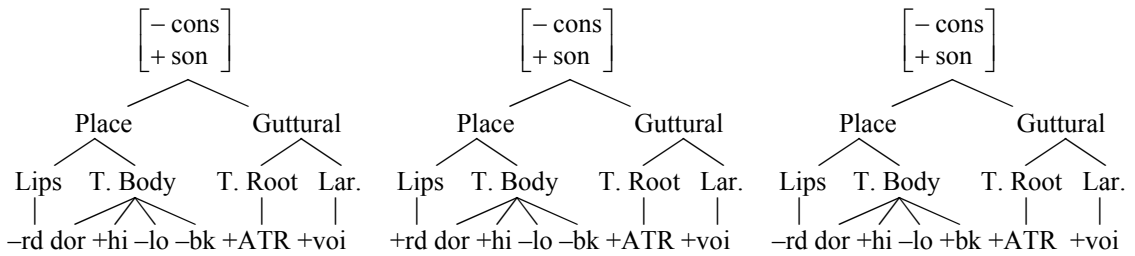 – cons – cons – cons
+ son + son + son
Place Guttural Place Guttural Place Guttural
Lips T. Body T. Root Lar. Lips T. Body T. Root Lar. Lips T. Body T. Root Lar.
–rd dor +hi –lo –bk +ATR +voi +rd dor +hi –lo –bk +ATR +voi –rd dor +hi –lo +bk +ATR +voi